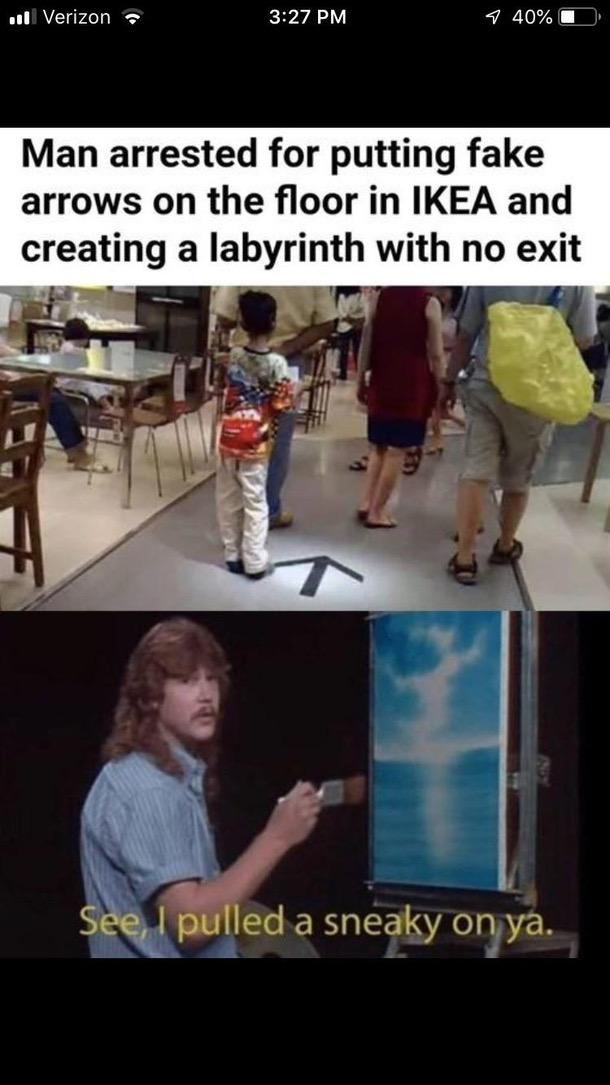 Verizon 3:27 PM 40%
Man arrested for putting fake
arrows on the floor in IKEA and
creating a labyrinth with no exit
See, I pulled a sneaky on ya.